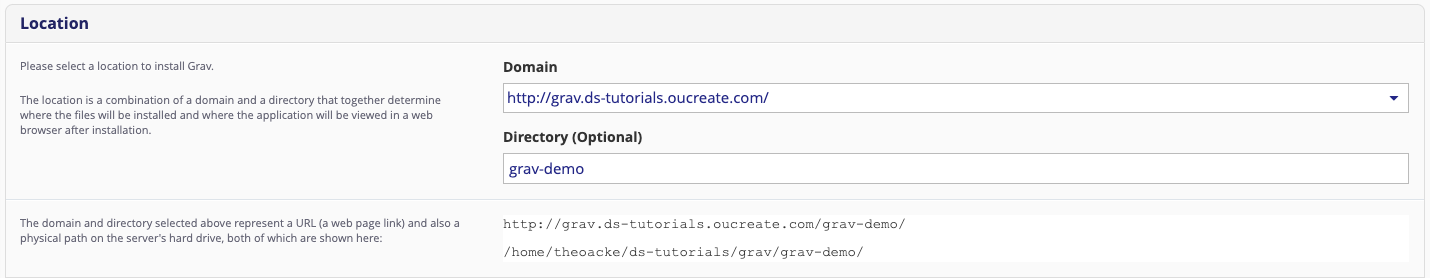 Location
Please select a location to install Grav.
The location is a combination of a domain and a directory that together determine
where the files will be installed and where the application will be viewed in a web
browser after installation.
Domain
http://grav.ds-tutorials.oucreate.com/
Directory (Optional)
grav-demo
The domain and directory selected above represent a URL (a web page link) and also a
physical path on the server's hard drive, both of which are shown here:
http://grav.ds-tutorials.oucreate.com/grav-demo/
/home/theoacke/ds-tutorials/grav/grav-demo/